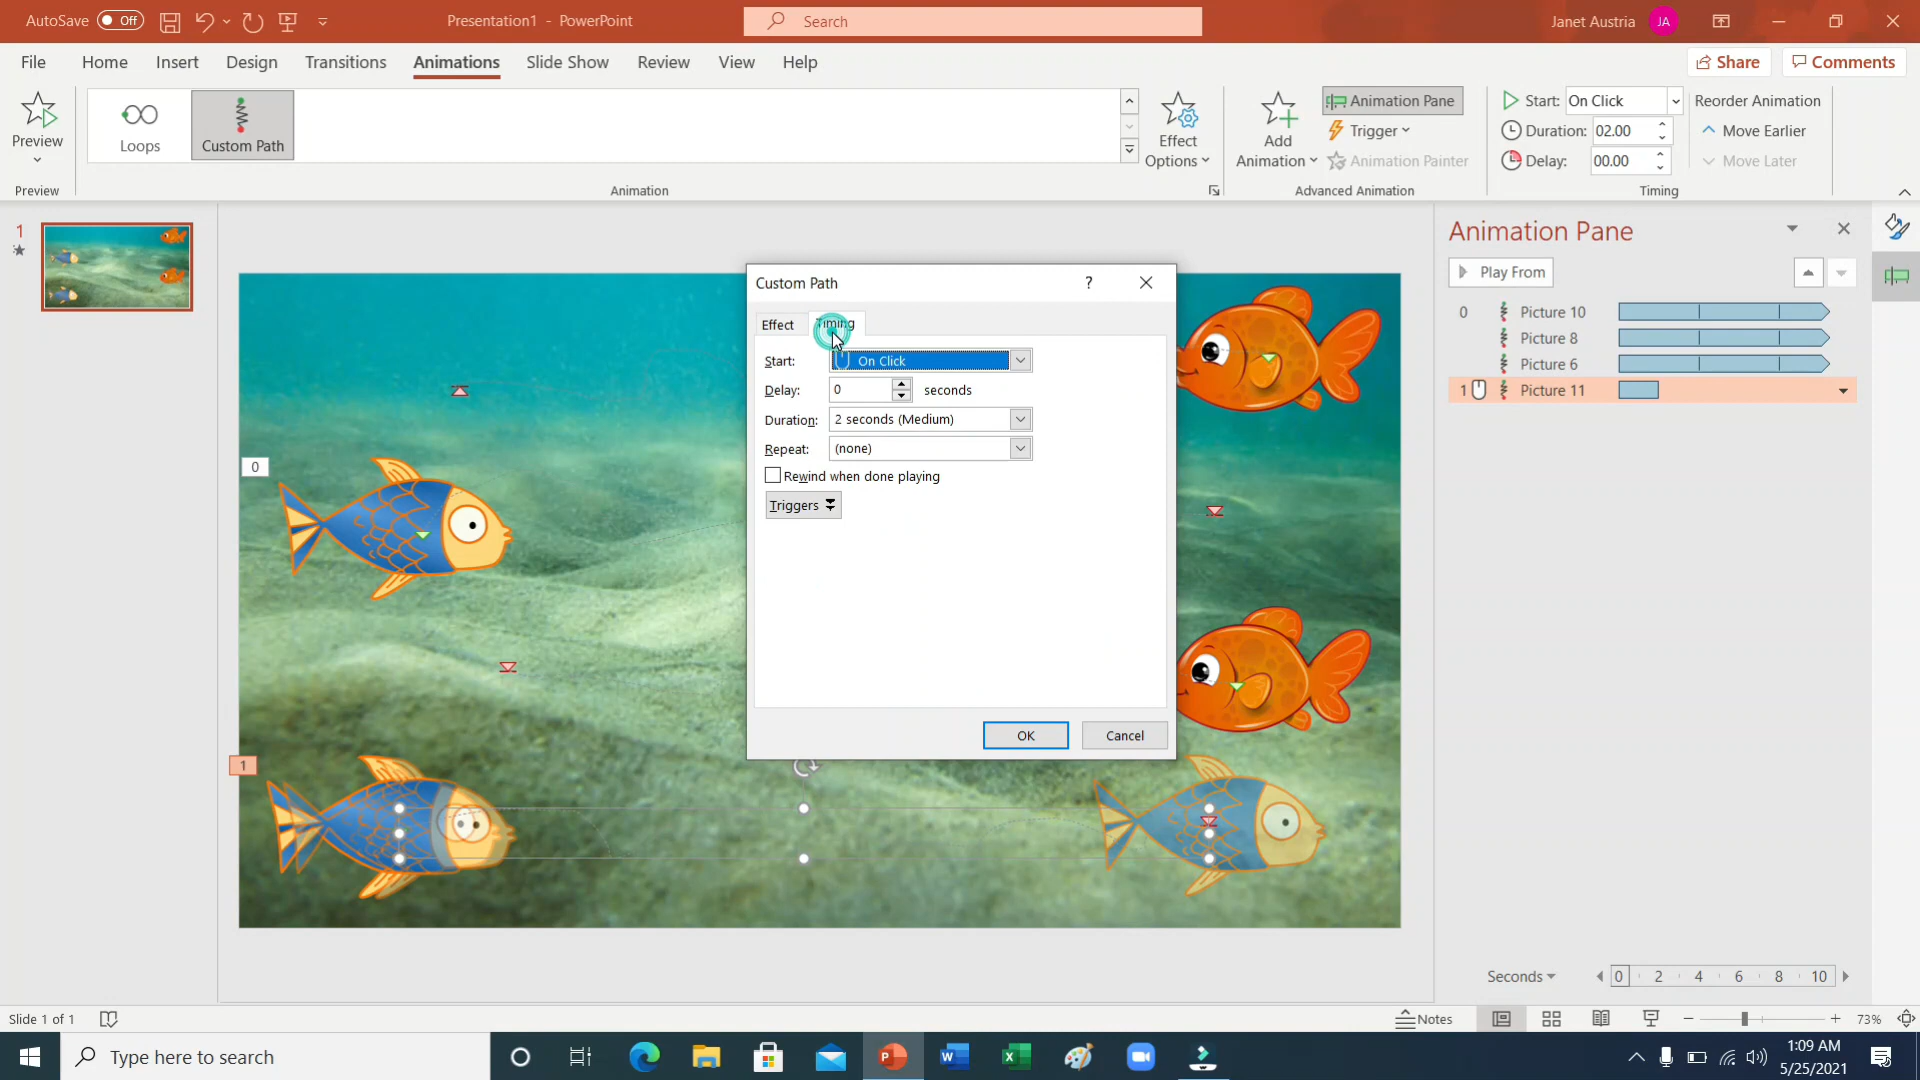 AutoSave Off Presentation1 - PowerPoint Search Janet Austria JA
File Home Insert Design Transitions Animations Slide Show Review View Help Share Comments
Preview
Loops
Custom Path
Effect Options
Add Animation
Animation Pane
Trigger
Animation Painter
Start: On Click
Duration: 02.00
Delay: 00.00
Reorder Animation
Move Earlier
Move Later
Preview Animation Advanced Animation Timing
1
0
1
Custom Path ?
Effect Timing
Start: On Click
Delay: 0 seconds
Duration: 2 seconds (Medium)
Repeat: (none)
Rewind when done playing
Triggers
OK Cancel
Animation Pane
Play From
0 Picture 10
Picture 8
Picture 6
1 Picture 11
Seconds 0 2 4 6 8 10
Slide 1 of 1 Notes 73%
Type here to search
P W X
1:09 AM
5/25/2021